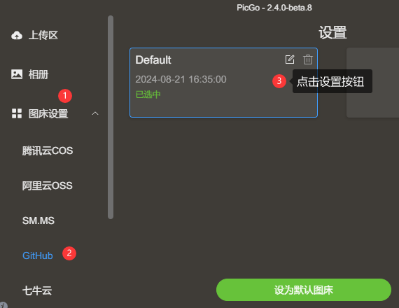 PicGo - 2.4.0-beta.8
上传区
相册
1
图床设置
腾讯云COS
阿里云OSS
SM.MS
GitHub 2
七牛云
设置
Default
2024-08-21 16:35:00
3 点击设置按钮
已选中
设为默认图床